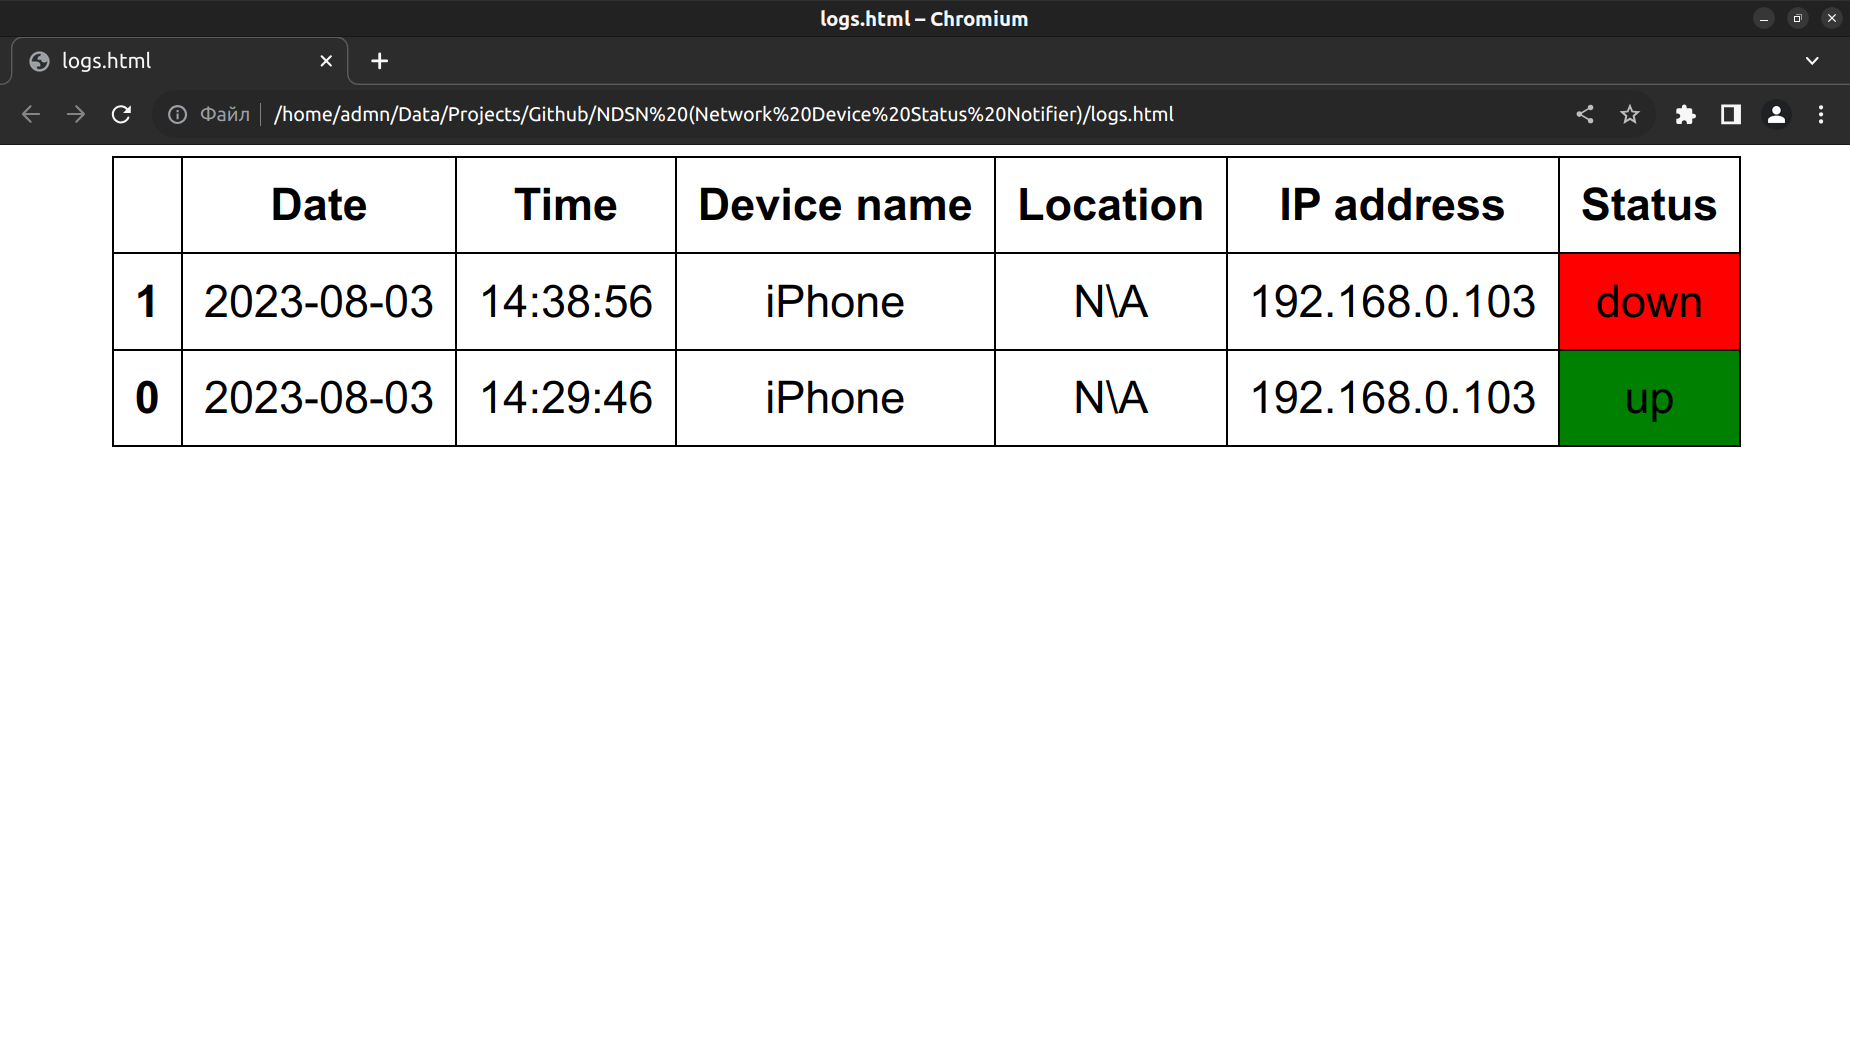 logs.html – Chromium
logs.html
Файл /home/admn/Data/Projects/Github/NDSN%20(Network%20Device%20Status%20Notifier)/logs.html
Date Time Device name Location IP address Status
1 2023-08-03 14:38:56 iPhone N\A 192.168.0.103 down
0 2023-08-03 14:29:46 iPhone N\A 192.168.0.103 up